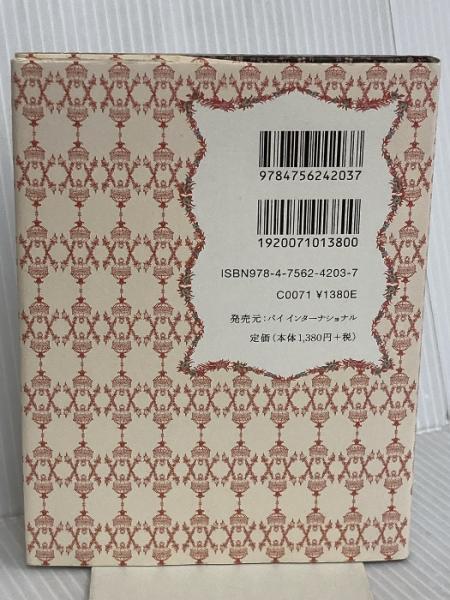 9784756242037
1920071013800
ISBN978-4-7562-4203-7
C0071 ¥1380E
発売元：パイ インターナショナル
定価（本体1,380円＋税）